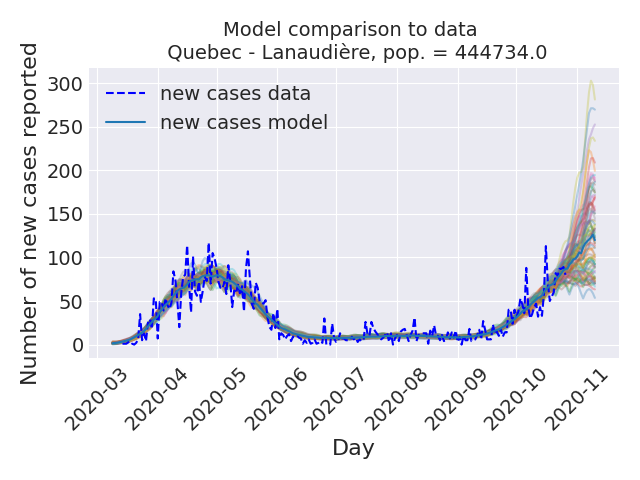 Model comparison to data
Quebec - Lanaudière, pop. = 444734.0
Number of new cases reported
300
250
200
150
100
50
0
new cases data
new cases model
2020-03
2020-04
2020-05
2020-06
2020-07
2020-08
2020-09
2020-10
2020-11
Day